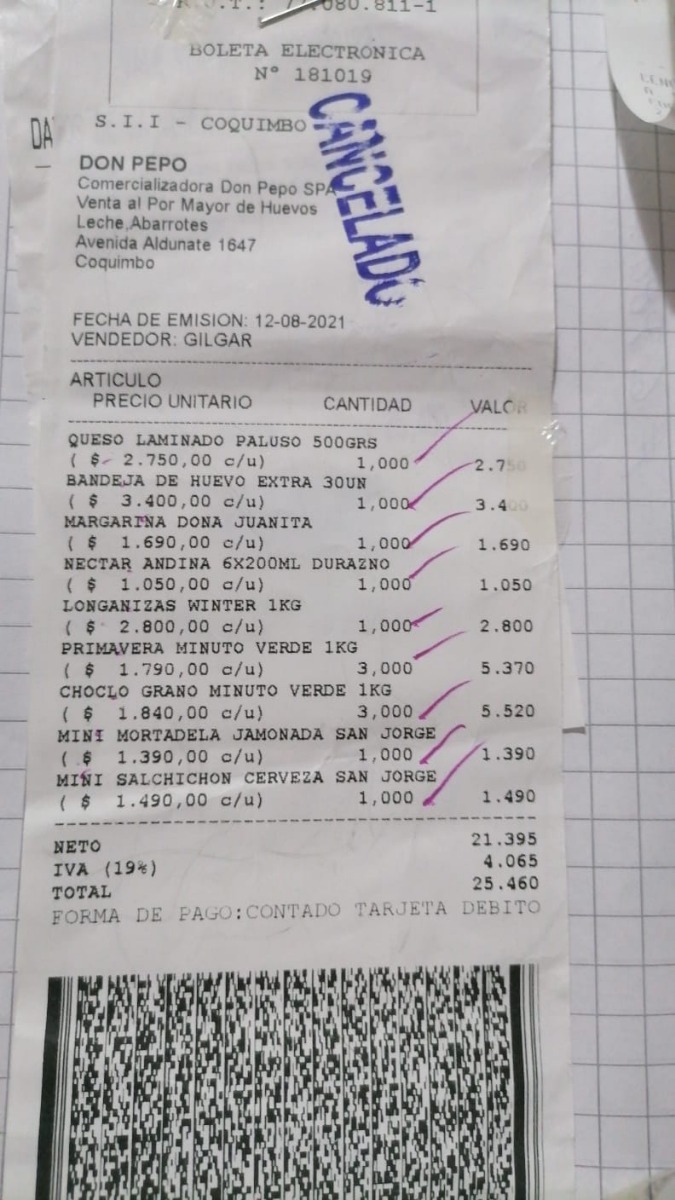 BOLETA ELECTRONICA
N° 181019
S.I.I - COQUIMBO
CANCELADO
DA
DON PEPO
Comercializadora Don Pepo SPA
Venta al Por Mayor de Huevos
Leche,Abarrotes
Avenida Aldunate 1647
Coquimbo
FECHA DE EMISION: 12-08-2021
VENDEDOR: GILGAR
ARTICULO
PRECIO UNITARIO CANTIDAD VALOR
QUESO LAMINADO PALUSO 500GRS
( $ 2.750,00 c/u) 1,000 2.750
BANDEJA DE HUEVO EXTRA 30UN
( $ 3.400,00 c/u) 1,000 3.400
MARGARINA DONA JUANITA
( $ 1.690,00 c/u) 1,000 1.690
NECTAR ANDINA 6X200ML DURAZNO
( $ 1.050,00 c/u) 1,000 1.050
LONGANIZAS WINTER 1KG
( $ 2.800,00 c/u) 1,000 2.800
PRIMAVERA MINUTO VERDE 1KG
( $ 1.790,00 c/u) 3,000 5.370
CHOCLO GRANO MINUTO VERDE 1KG
( $ 1.840,00 c/u) 3,000 5.520
MINI MORTADELA JAMONADA SAN JORGE
( $ 1.390,00 c/u) 1,000 1.390
MINI SALCHICHON CERVEZA SAN JORGE
( $ 1.490,00 c/u) 1,000 1.490
NETO 21.395
IVA (19%) 4.065
TOTAL 25.460
FORMA DE PAGO:CONTADO TARJETA DEBITO